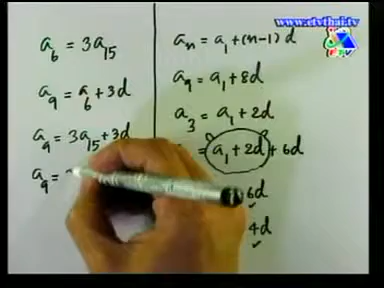 www.etvthai.tv
a₆ = 3a₁₅
a₉ = a₆ + 3d
a₉ = 3a₁₅ + 3d
a₉ =
aₙ = a₁ + (n-1)d
a₉ = a₁ + 8d
a₃ = a₁ + 2d
= a₁ + 2d + 6d
6d
4d